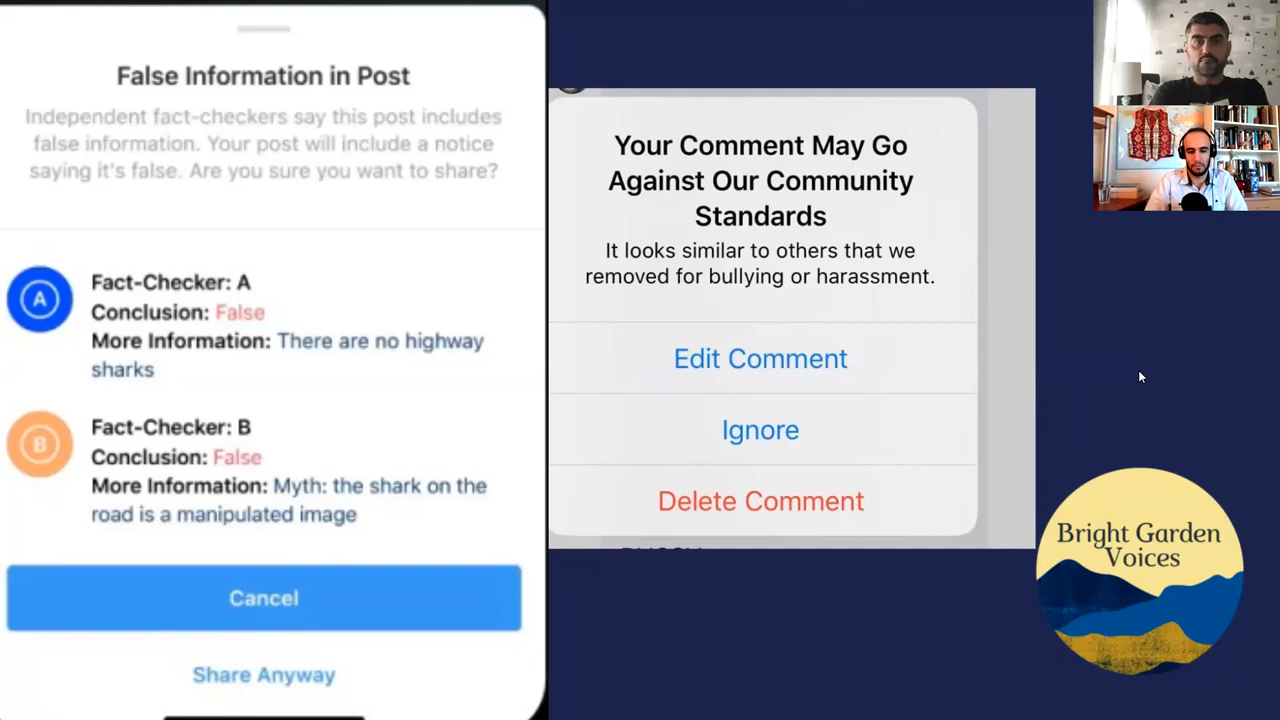 False Information in Post
Independent fact-checkers say this post includes
false information. Your post will include a notice
saying it's false. Are you sure you want to share?
A
Fact-Checker: A
Conclusion: False
More Information: There are no highway
sharks
B
Fact-Checker: B
Conclusion: False
More Information: Myth: the shark on the
road is a manipulated image
Cancel
Share Anyway
Your Comment May Go
Against Our Community
Standards
It looks similar to others that we
removed for bullying or harassment.
Edit Comment
Ignore
Delete Comment
Bright Garden
Voices